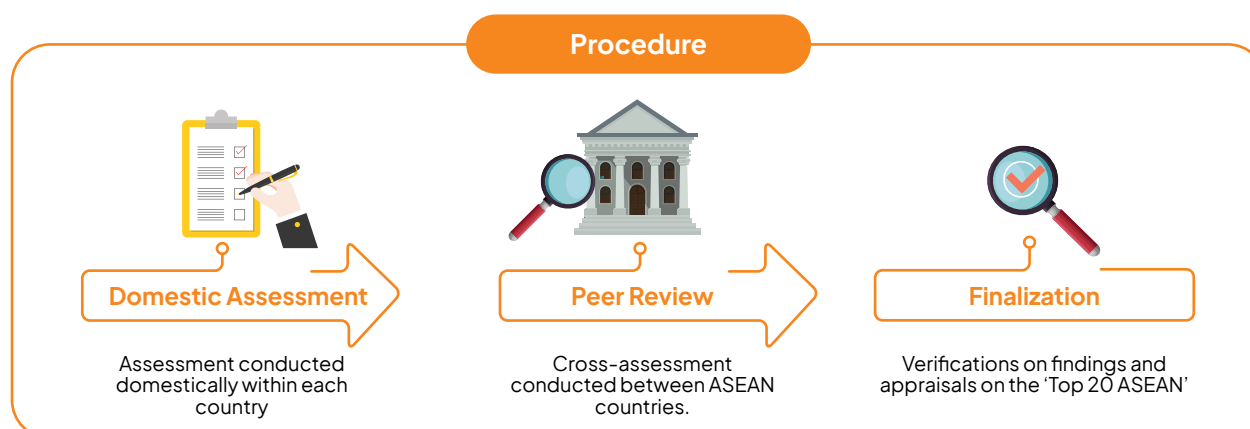 Procedure
Domestic Assessment
Assessment conducted
domestically within each
country
Peer Review
Cross-assessment
conducted between ASEAN
countries.
Finalization
Verifications on findings and
appraisals on the ‘Top 20 ASEAN’